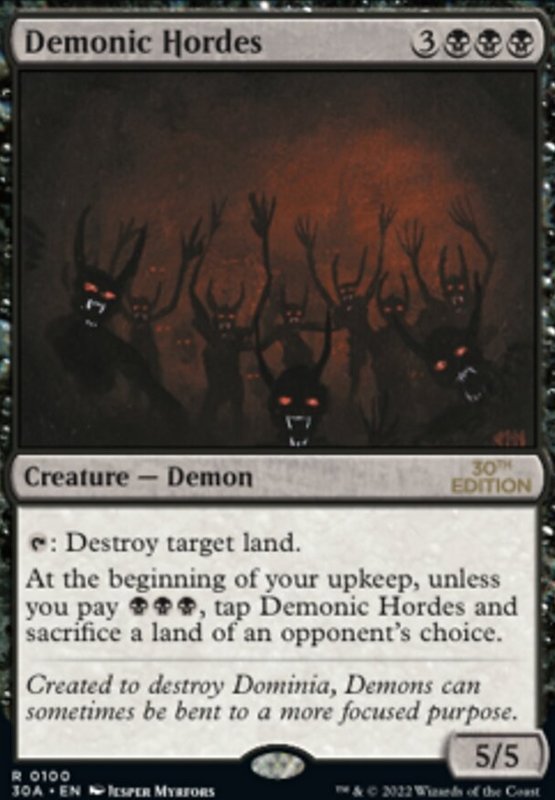 Demonic Hordes 3
Creature — Demon
30TH
EDITION
: Destroy target land.
At the beginning of your upkeep, unless
you pay , tap Demonic Hordes and
sacrifice a land of an opponent's choice.
Created to destroy Dominia, Demons can
sometimes be bent to a more focused purpose.
5/5
R 0100
30A • EN Jesper Myrfors
™ & © 2022 Wizards of the Coast